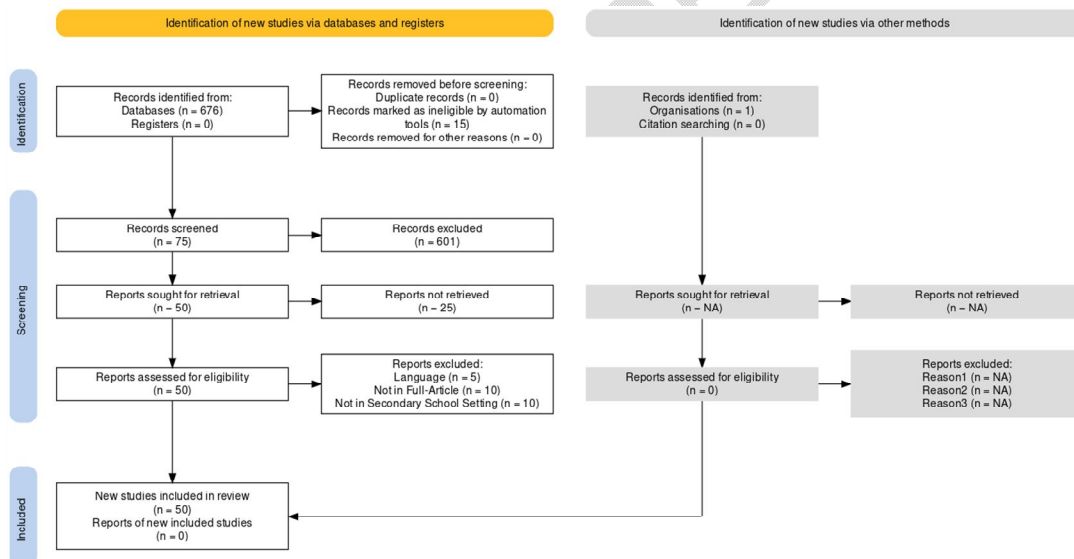 Identification of new studies via databases and registers
Identification of new studies via other methods
Identification
Records identified from:
Databases (n = 676)
Registers (n = 0)
Records removed before screening:
Duplicate records (n = 0)
Records marked as ineligible by automation
tools (n = 15)
Records removed for other reasons (n = 0)
Records identified from:
Organisations (n = 1)
Citation searching (n = 0)
Screening
Records screened
(n = 75)
Records excluded
(n = 601)
Reports sought for retrieval
(n = 50)
Reports not retrieved
(n = 25)
Reports sought for retrieval
(n = NA)
Reports not retrieved
(n = NA)
Reports assessed for eligibility
(n = 50)
Reports excluded:
Language (n = 5)
Not in Full-Article (n = 10)
Not in Secondary School Setting (n = 10)
Reports assessed for eligibility
(n = 0)
Reports excluded:
Reason1 (n = NA)
Reason2 (n = NA)
Reason3 (n = NA)
Included
New studies included in review
(n = 50)
Reports of new included studies
(n = 0)